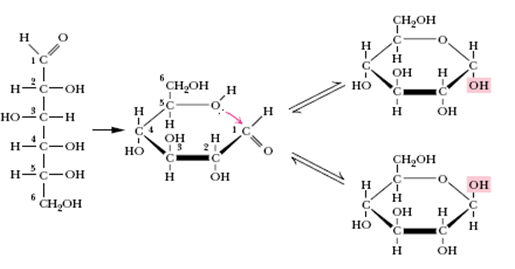 H O
1 C
2
H C OH
3
HO C H
4
H C OH
5
H C OH
6
CH₂OH
6
CH₂OH
H
5 C O:
H H
H
C 4 OH H 1 C
HO 3 2 O
C C
H OH
CH₂OH
C O
H H H
C OH H C
HO OH
C C
H OH
CH₂OH
C O OH
H H
C OH H C
HO H
C C
H OH